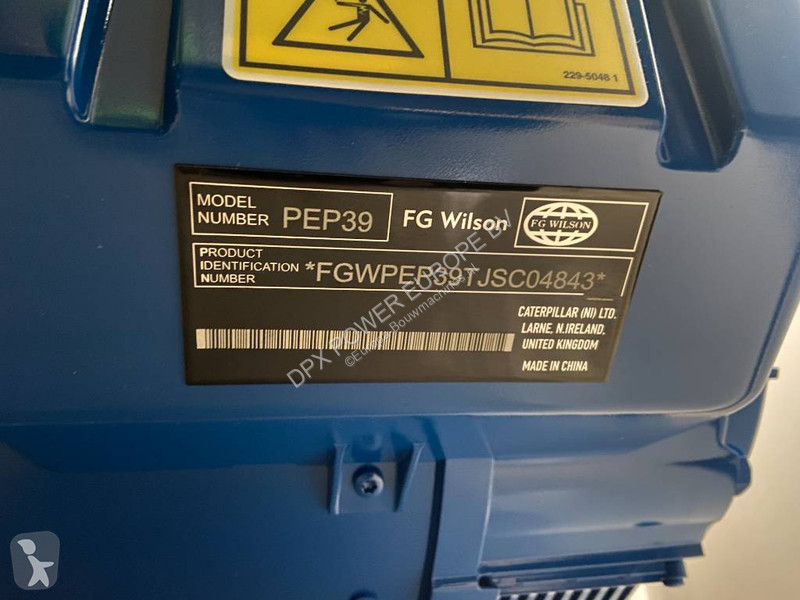 229-5048 1
MODEL NUMBER PEP39 FG Wilson FG WILSON
PRODUCT IDENTIFICATION NUMBER *FGWPEP39TJSC04843*
CATERPILLAR (NI) LTD.
LARNE, N.IRELAND,
UNITED KINGDOM
MADE IN CHINA
DPX POWER EUROPE BV